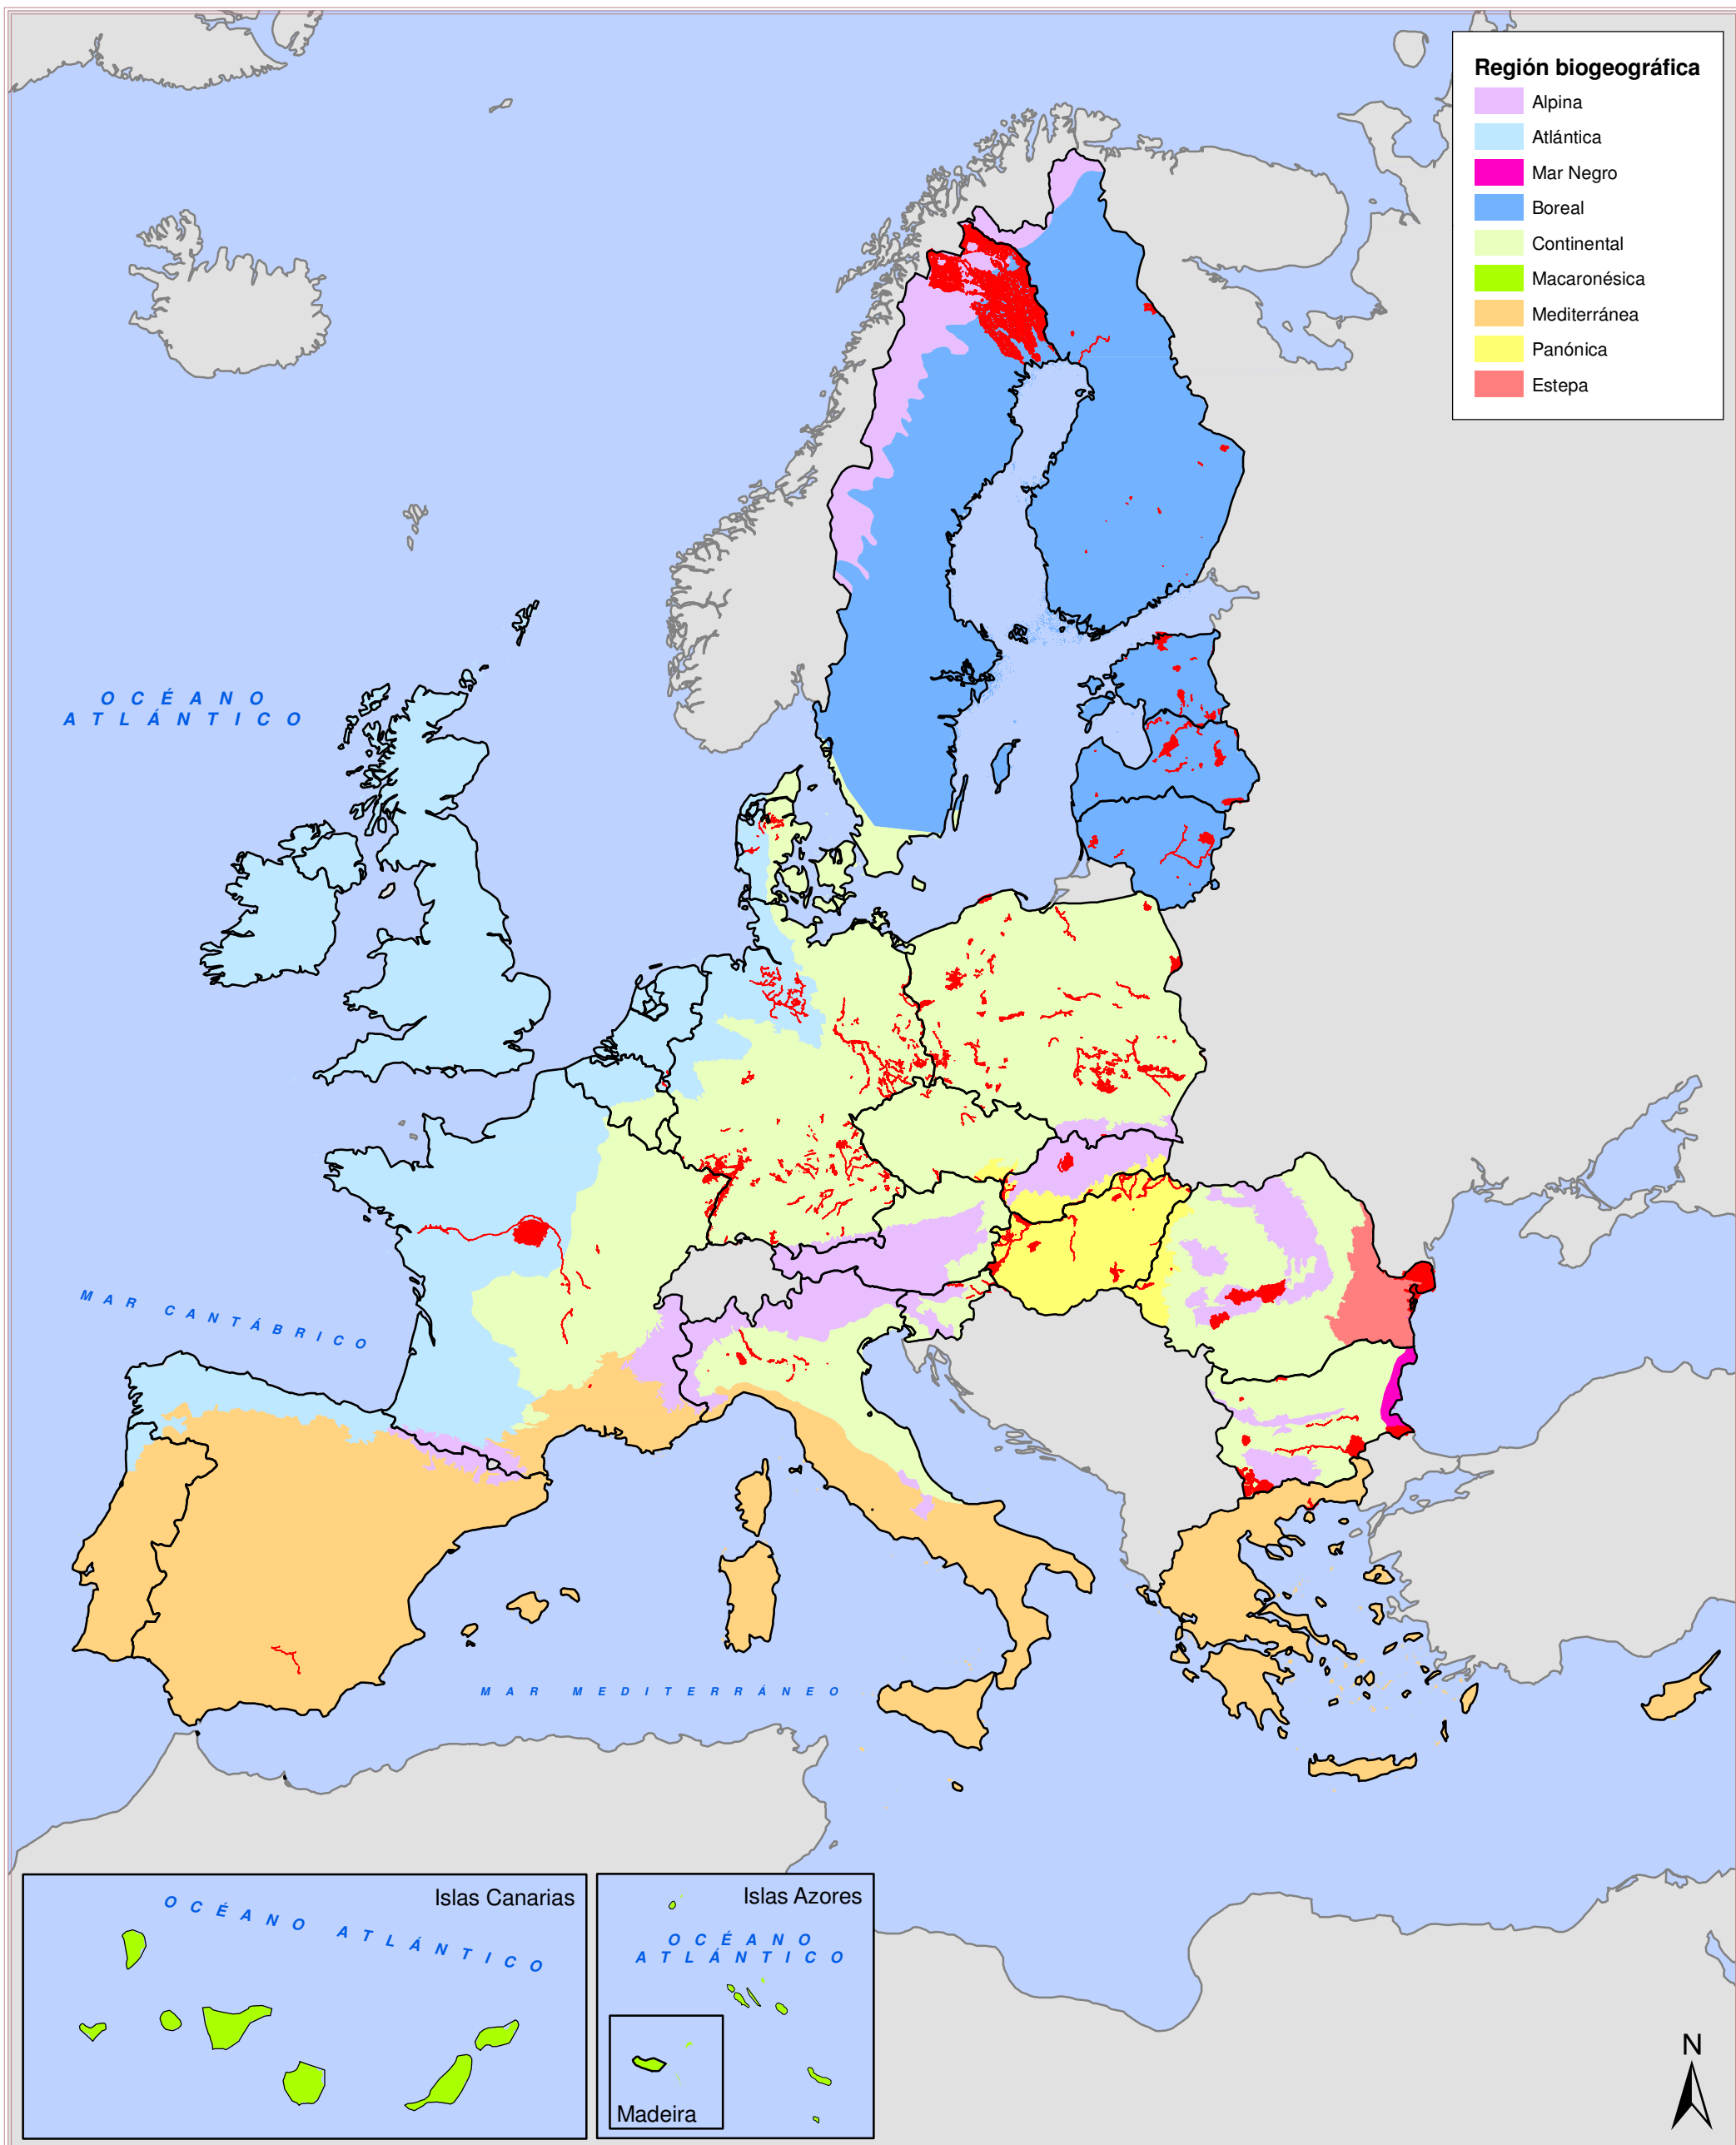 Región biogeográfica
Alpina
Atlántica
Mar Negro
Boreal
Continental
Macaronésica
Mediterránea
Panónica
Estepa
OCÉANO
ATLÁNTICO
MAR CANTÁBRICO
MAR MEDITERRÁNEO
Islas Canarias
OCÉANO ATLÁNTICO
Islas Azores
OCÉANO
ATLÁNTICO
Madeira
N